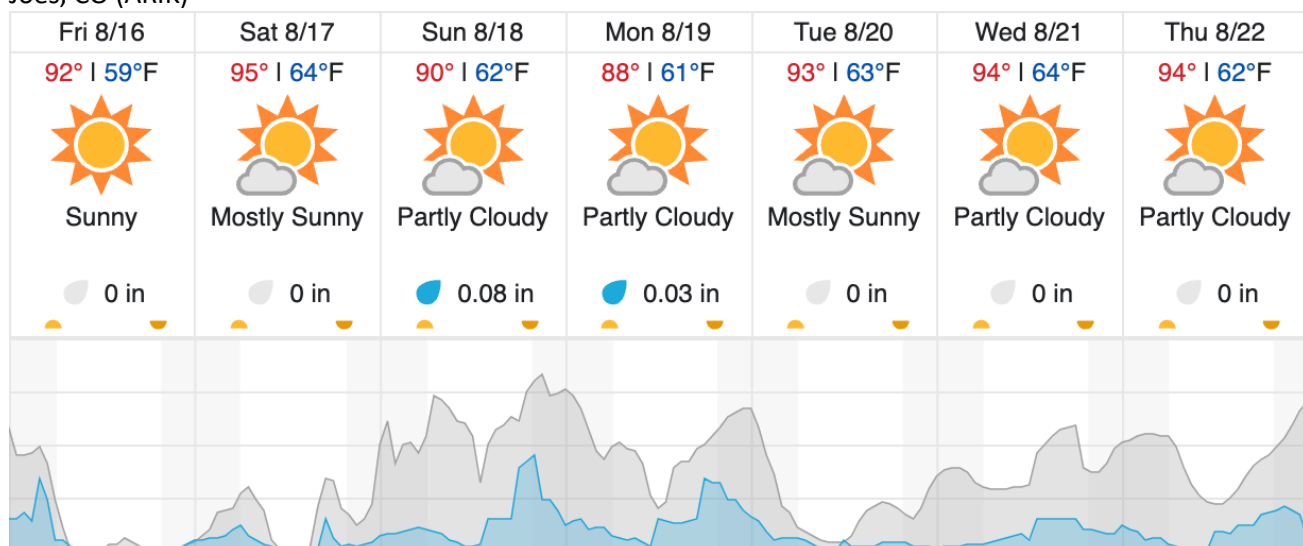 Joes, CO (ARIK)
Fri 8/16 Sat 8/17 Sun 8/18 Mon 8/19 Tue 8/20 Wed 8/21 Thu 8/22
92° | 59°F 95° | 64°F 90° | 62°F 88° | 61°F 93° | 63°F 94° | 64°F 94° | 62°F
Sunny Mostly Sunny Partly Cloudy Partly Cloudy Mostly Sunny Partly Cloudy Partly Cloudy
0 in 0 in 0.08 in 0.03 in 0 in 0 in 0 in